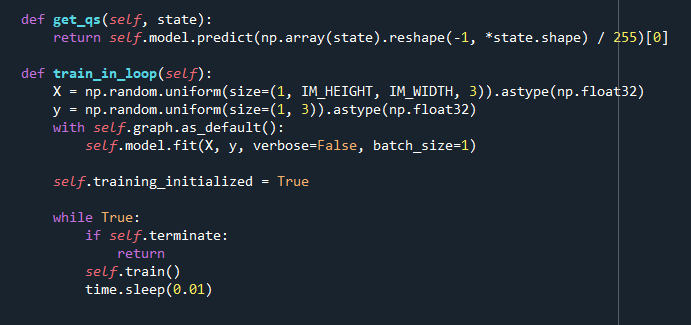 def get_qs(self, state):
    return self.model.predict(np.array(state).reshape(-1, *state.shape) / 255)[0]

def train_in_loop(self):
    X = np.random.uniform(size=(1, IM_HEIGHT, IM_WIDTH, 3)).astype(np.float32)
    y = np.random.uniform(size=(1, 3)).astype(np.float32)
    with self.graph.as_default():
        self.model.fit(X, y, verbose=False, batch_size=1)

    self.training_initialized = True

    while True:
        if self.terminate:
            return
        self.train()
        time.sleep(0.01)